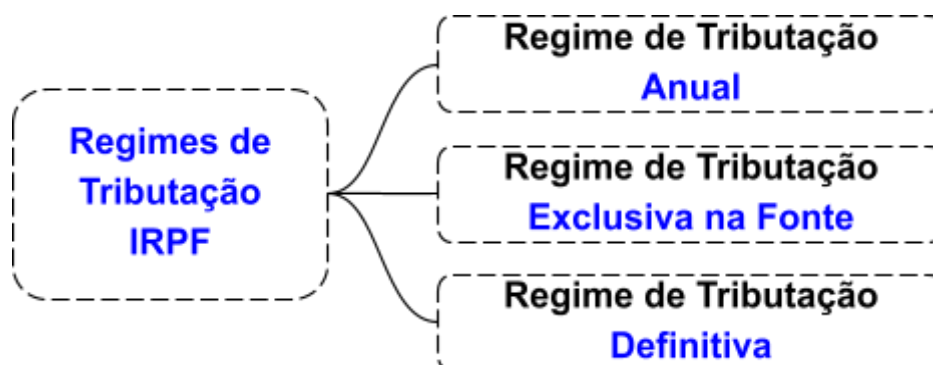 Regimes de
Tributação
IRPF
Regime de Tributação
Anual
Regime de Tributação
Exclusiva na Fonte
Regime de Tributação
Definitiva